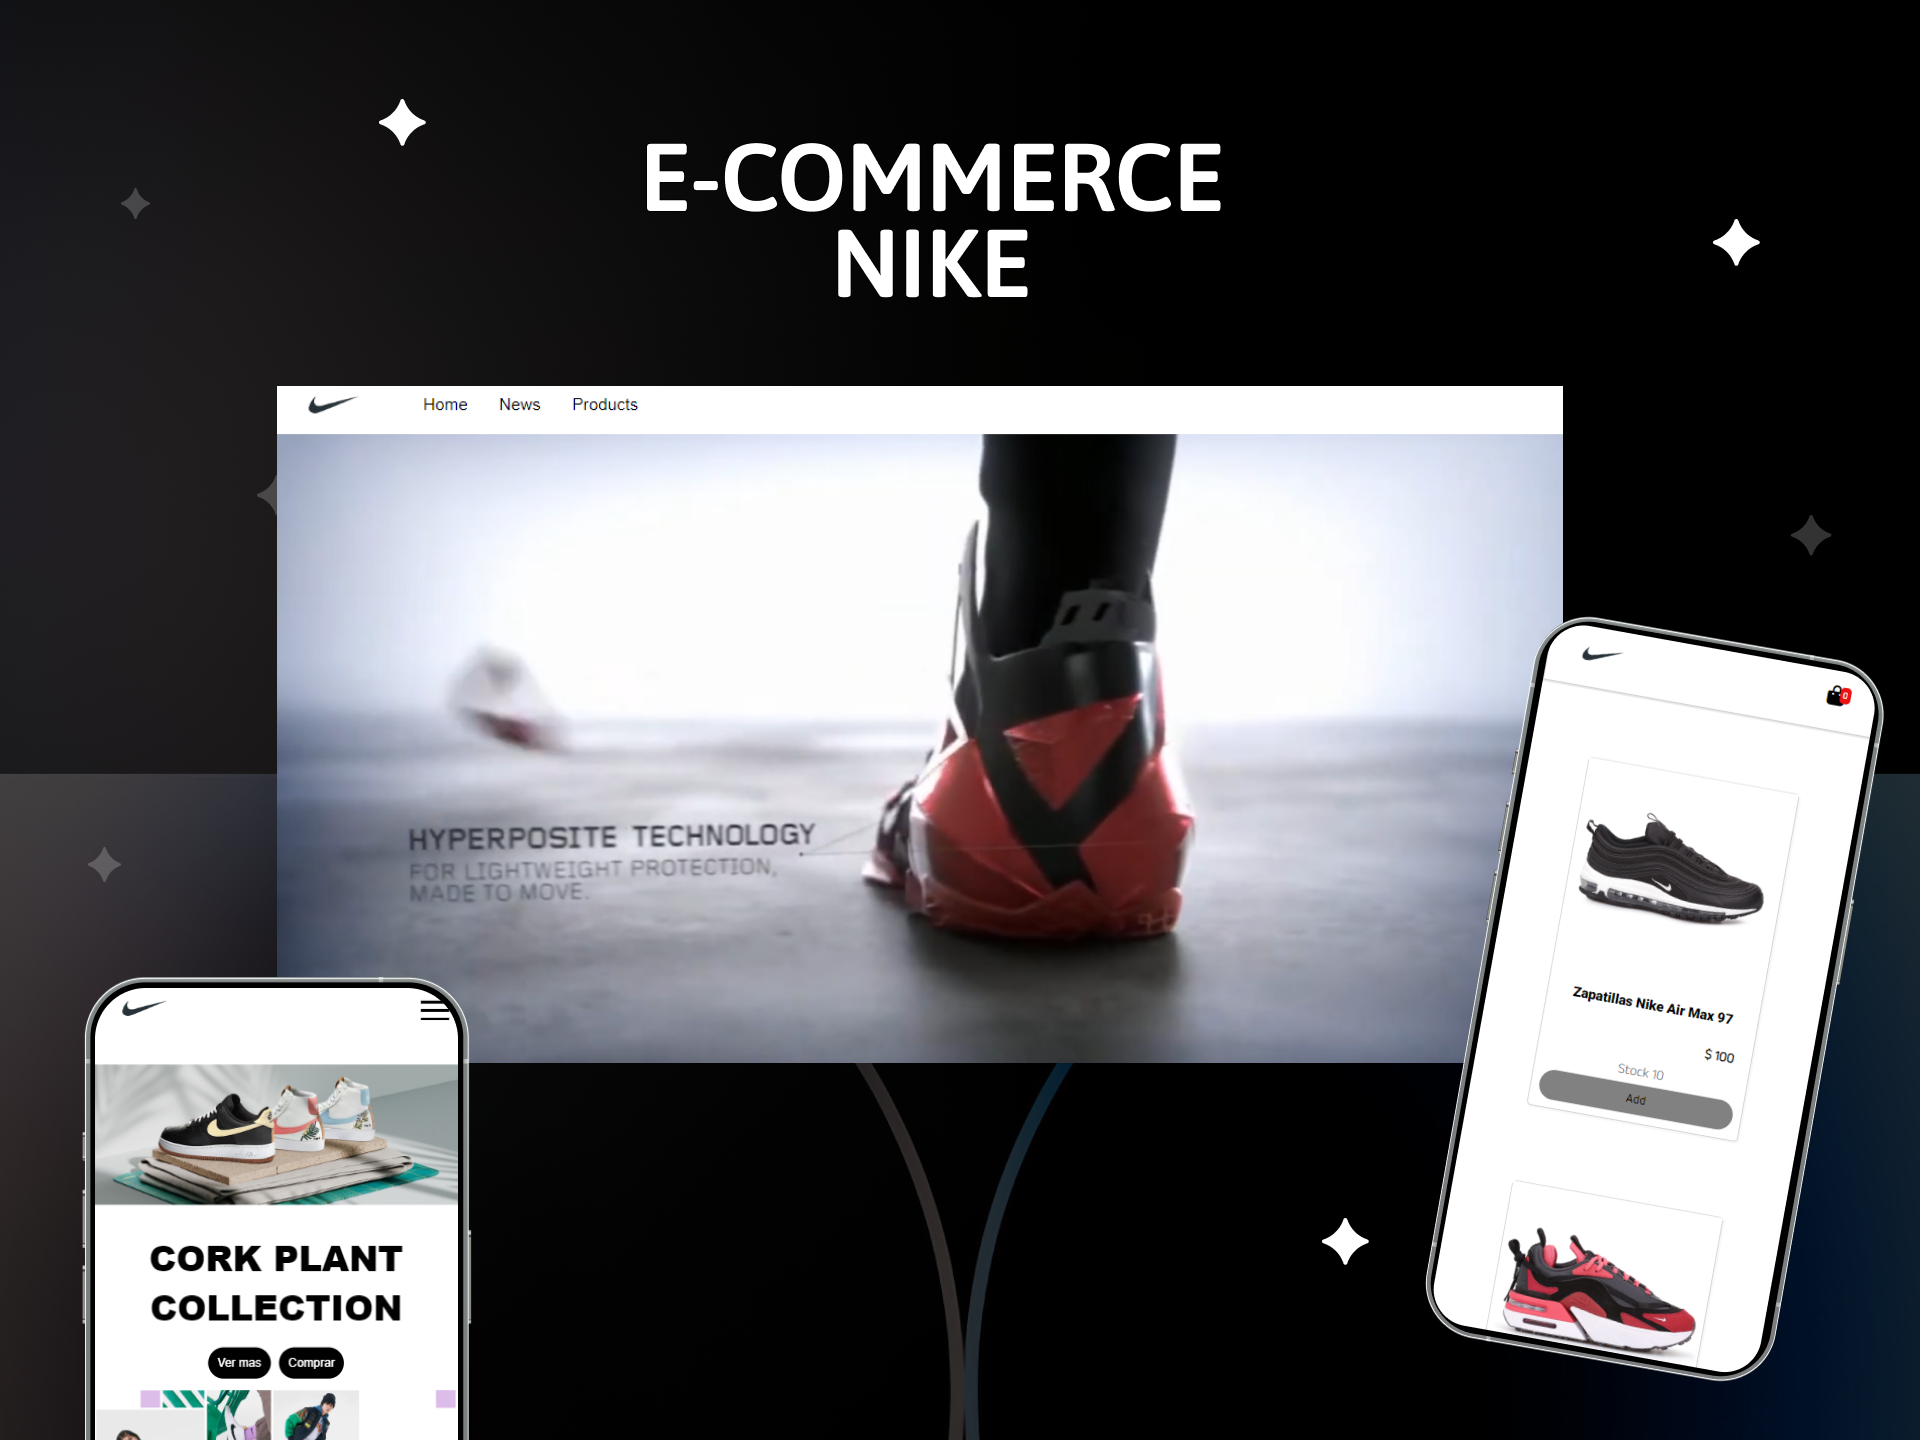 E-COMMERCE
NIKE
Home News Products
HYPERPOSITE TECHNOLOGY
FOR LIGHTWEIGHT PROTECTION,
MADE TO MOVE.
0
Zapatillas Nike Air Max 97
$ 100
Stock 10
Add
CORK PLANT
COLLECTION
Ver mas Comprar